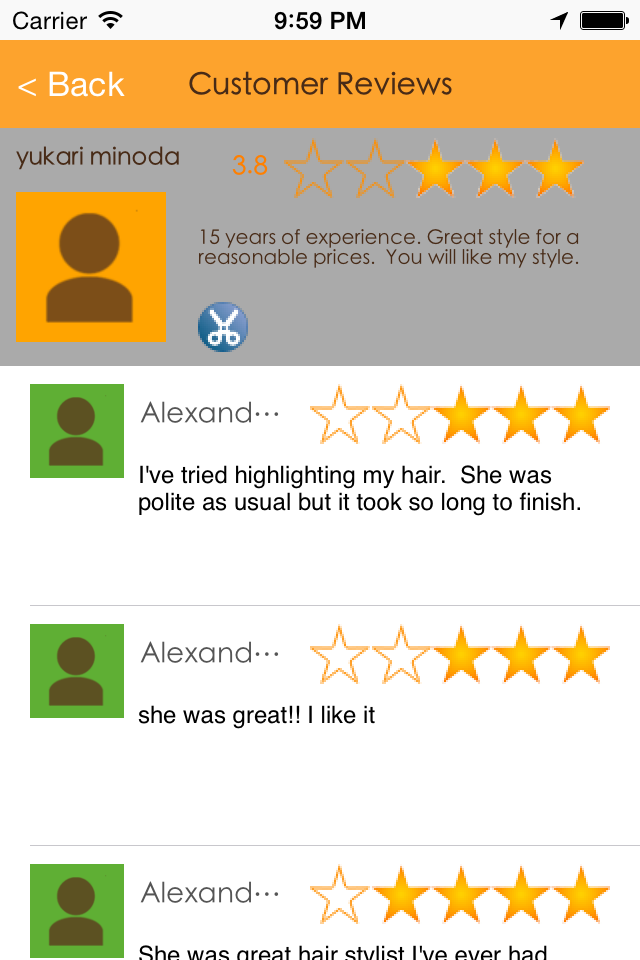 Carrier 9:59 PM
< Back Customer Reviews
yukari minoda 3.8
15 years of experience. Great style for a
reasonable prices.  You will like my style.
Alexand…
I've tried highlighting my hair.  She was
polite as usual but it took so long to finish.
Alexand…
she was great!! I like it
Alexand…
She was great hair stylist I've ever had